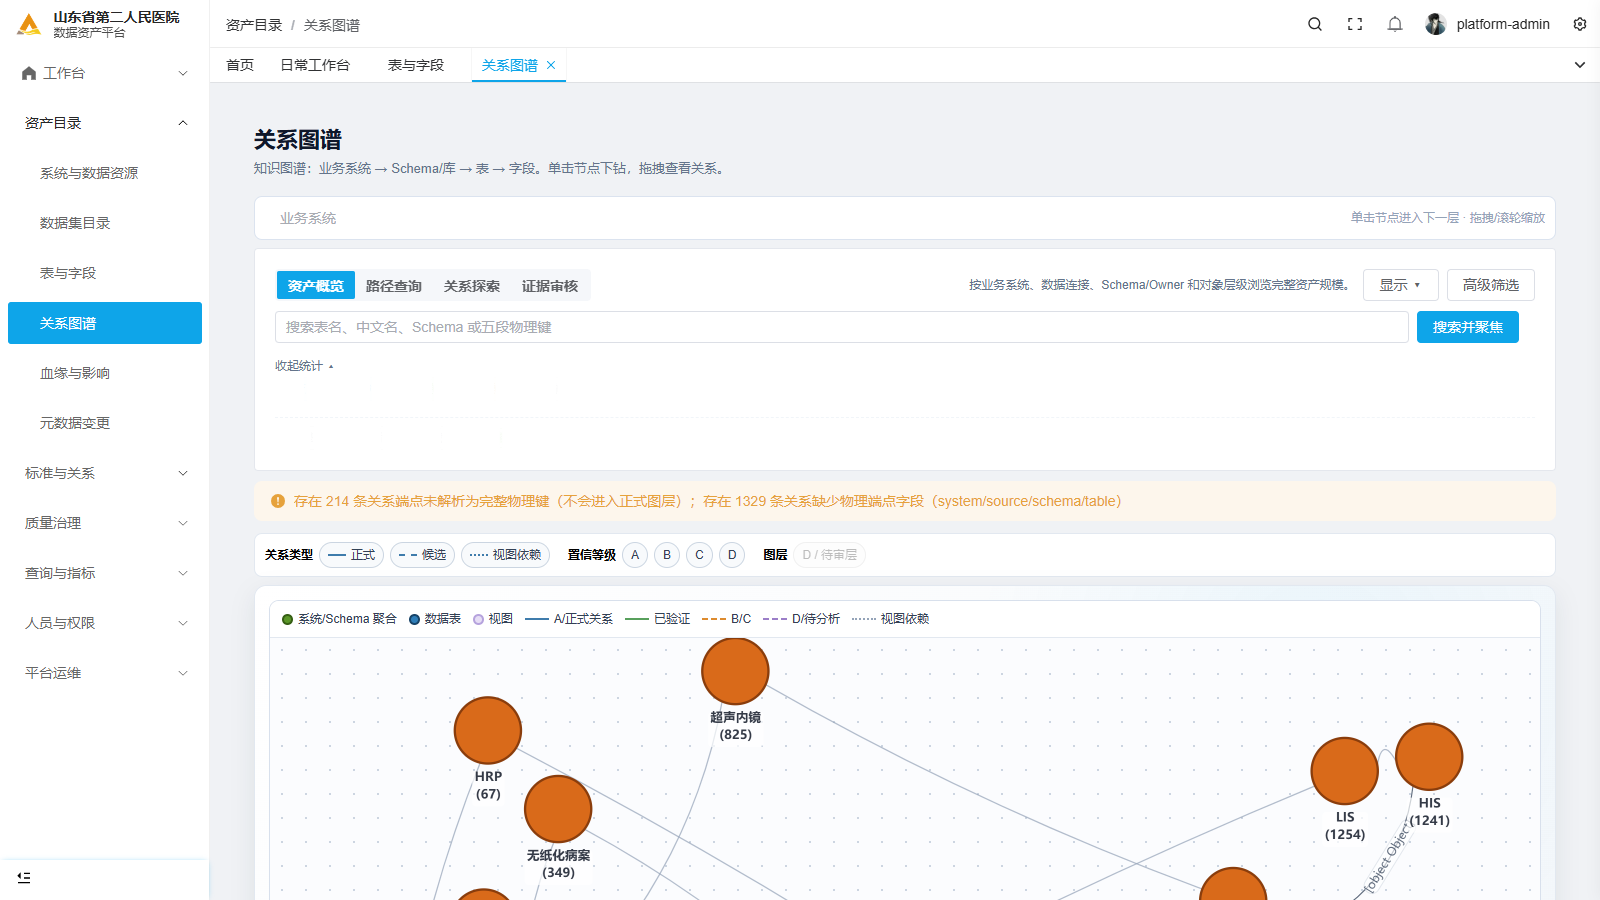 山东省第二人民医院
数据资产平台
资产目录 / 关系图谱
platform-admin
首页
日常工作台
表与字段
关系图谱
工作台
资产目录
系统与数据资源
数据集目录
表与字段
关系图谱
血缘与影响
元数据变更
标准与关系
质量治理
查询与指标
人员与权限
平台运维
关系图谱
知识图谱：业务系统 → Schema/库 → 表 → 字段。单击节点下钻，拖拽查看关系。
业务系统
单击节点进入下一层 · 拖拽/滚轮缩放
资产概览 路径查询 关系探索 证据审核
按业务系统、数据连接、Schema/Owner 和对象层级浏览完整资产规模。
显示 ▾
高级筛选
搜索表名、中文名、Schema 或五段物理键
搜索并聚焦
收起统计 ▴
存在 214 条关系端点未解析为完整物理键（不会进入正式图层）；存在 1329 条关系缺少物理端点字段（system/source/schema/table）
关系类型 正式 候选 视图依赖 置信等级 A B C D 图层 D / 待审层
系统/Schema 聚合 数据表 视图 A/正式关系 已验证 B/C D/待分析 视图依赖
超声内镜
(825)
HRP
(67)
无纸化病案
(349)
LIS
(1254)
HIS
(1241)
[object Object]